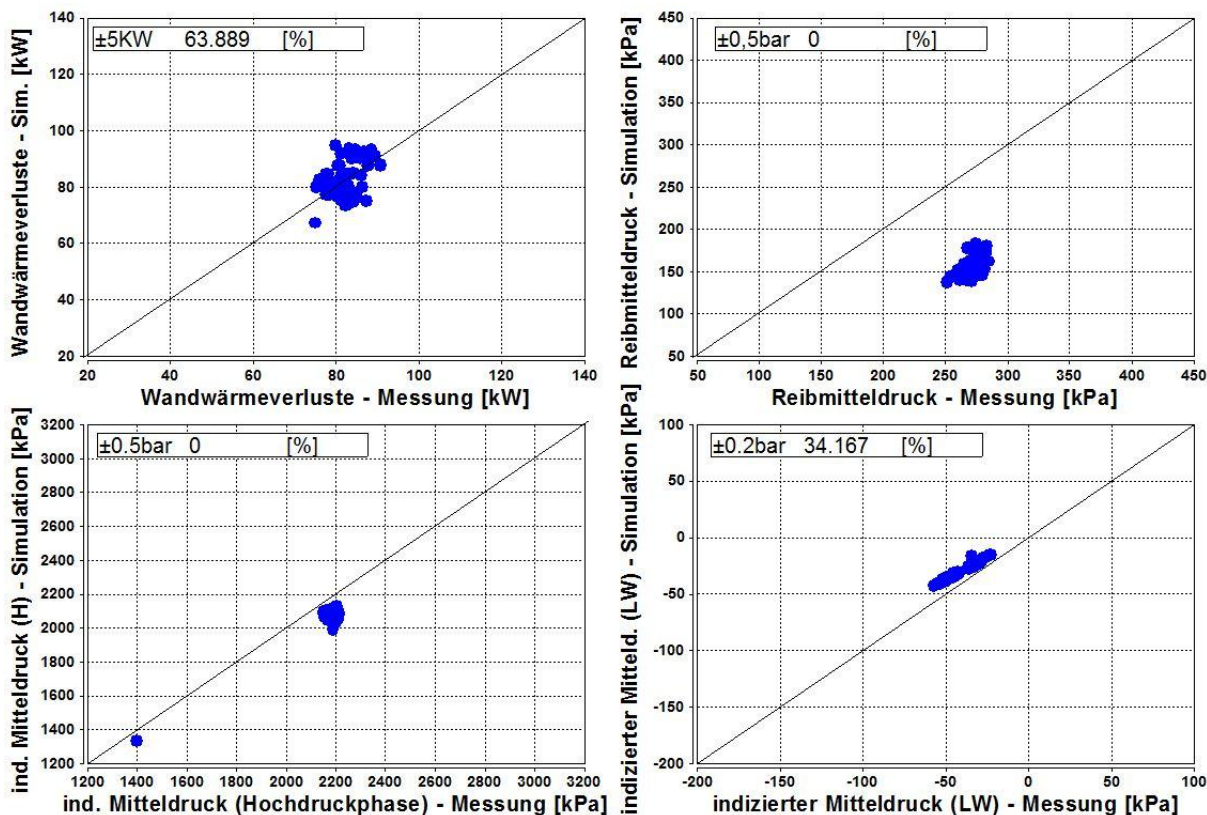 Wandwärmeverluste - Sim. [kW]
140
120
100
80
60
40
20
±5KW 63.889 [%]
20 40 60 80 100 120 140
Wandwärmeverluste - Messung [kW]
Reibmitteldruck - Simulation [kPa]
450
400
350
300
250
200
150
100
50
±0,5bar 0 [%]
50 100 150 200 250 300 350 400 450
Reibmitteldruck - Messung [kPa]
ind. Mitteldruck (H) - Simulation [kPa]
3200
3000
2800
2600
2400
2200
2000
1800
1600
1400
1200
±0.5bar 0 [%]
1200 1400 1600 1800 2000 2200 2400 2600 2800 3000 3200
ind. Mitteldruck (Hochdruckphase) - Messung [kPa]
indizierter Mitteld. (LW) - Simulation [kPa]
100
50
0
-50
-100
-150
-200
±0.2bar 34.167 [%]
-200 -150 -100 -50 0 50 100
indizierter Mitteldruck (LW) - Messung [kPa]